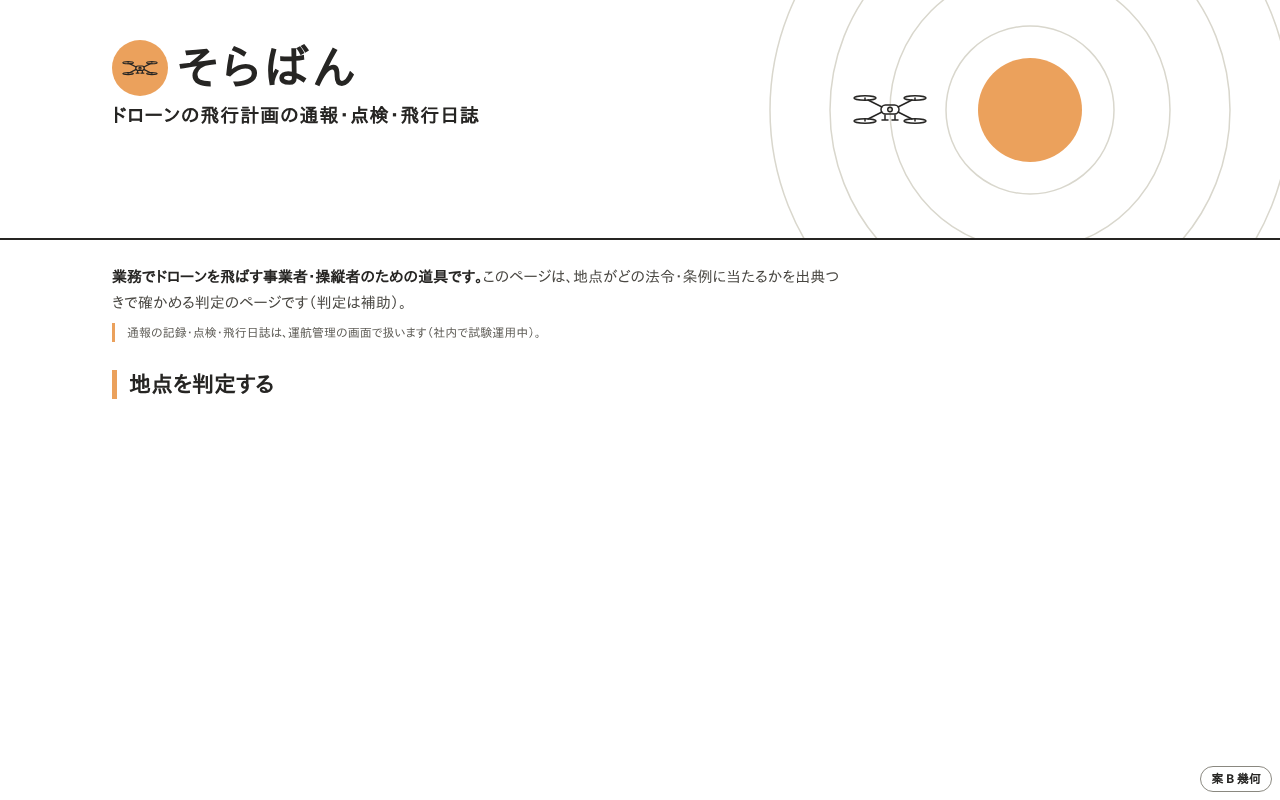 そらばん
ドローンの飛行計画の通報･点検･飛行日誌
業務でドローンを飛ばす事業者･操縦者のための道具です。このページは、地点がどの法令･条例に当たるかを出典つ
きで確かめる判定のページです（判定は補助）。
通報の記録･点検･飛行日誌は、運航管理の画面で扱います（社内で試験運用中）。
地点を判定する
案 B 幾何